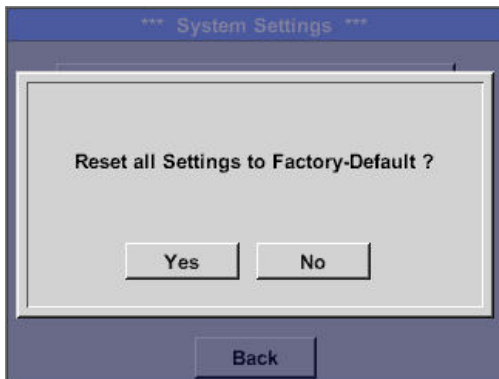 *** System Settings ***
Reset all Settings to Factory-Default ?
Yes No
Back